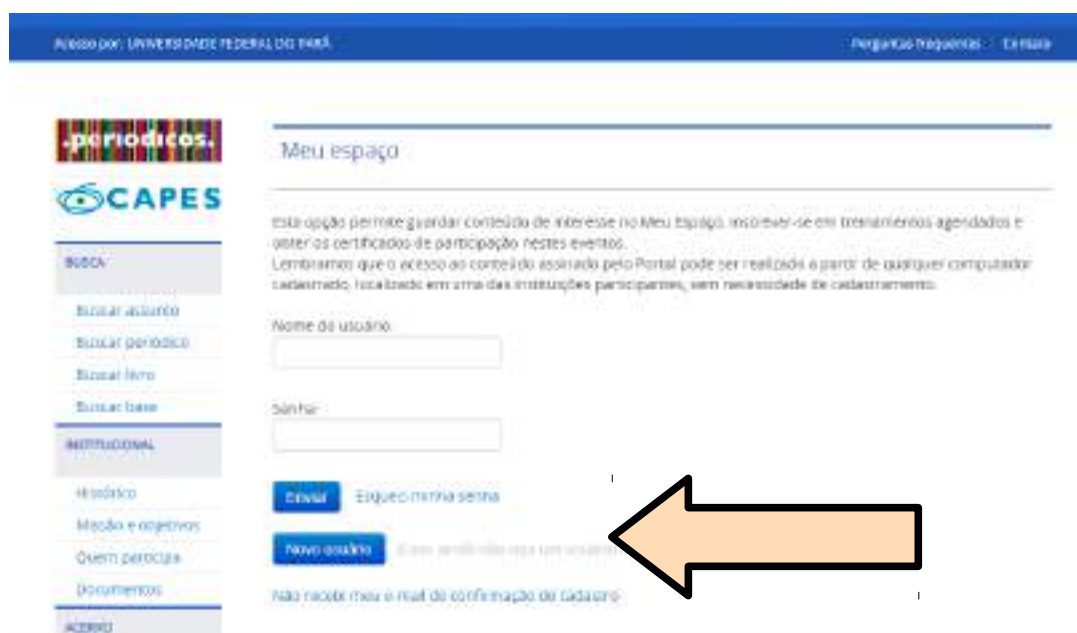 Acesso por: UNIVERSIDADE FEDERAL DO PARÁ
Perguntas frequentes Contato
.periodicos.
CAPES
Meu espaço
Esta opção permite guardar conteúdo de interesse no Meu Espaço, inscrever-se em treinamentos agendados e
obter os certificados de participação nestes eventos.
Lembramos que o acesso ao conteúdo assinado pelo Portal pode ser realizado a partir de qualquer computador
cadastrado, localizado em uma das instituições participantes, sem necessidade de cadastramento.
BUSCA
Buscar assunto
Buscar periódico
Buscar livro
Buscar base
INSTITUCIONAL
Histórico
Missão e objetivos
Quem participa
Documentos
ACERVO
Nome do usuário
Senha
Enviar Esqueci minha senha
Novo usuário
Não recebi meu e-mail de confirmação de cadastro